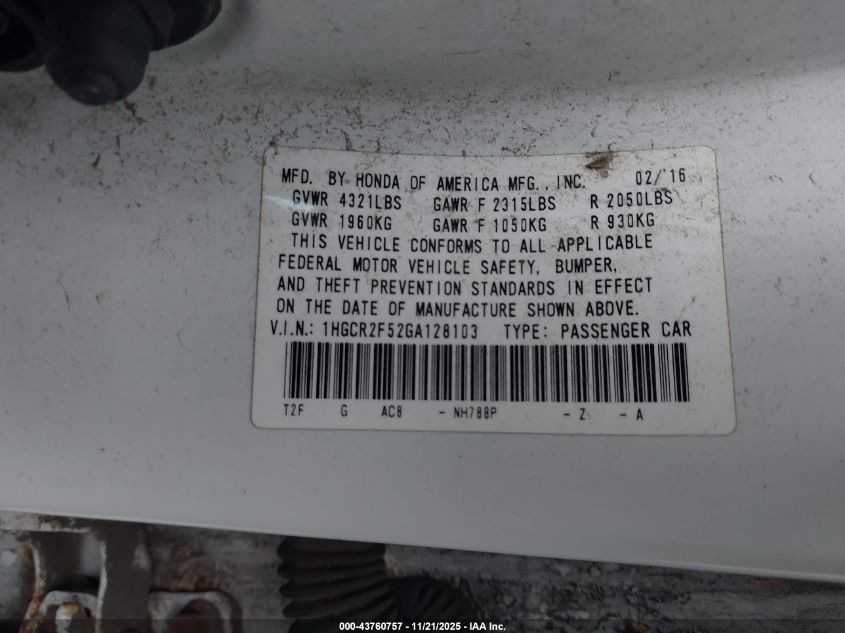 MFD. BY HONDA OF AMERICA MFG., INC. 02/'16
GVWR 4321LBS GAWR F 2315LBS R 2050LBS
GVWR 1960KG GAWR F 1050KG R 930KG
THIS VEHICLE CONFORMS TO ALL APPLICABLE
FEDERAL MOTOR VEHICLE SAFETY, BUMPER,
AND THEFT PREVENTION STANDARDS IN EFFECT
ON THE DATE OF MANUFACTURE SHOWN ABOVE.
V.I.N.: 1HGCR2F52GA128103 TYPE: PASSENGER CAR
T2F G AC8 - NH788P - Z - A
000-43760757 - 11/21/2025 - IAA Inc.